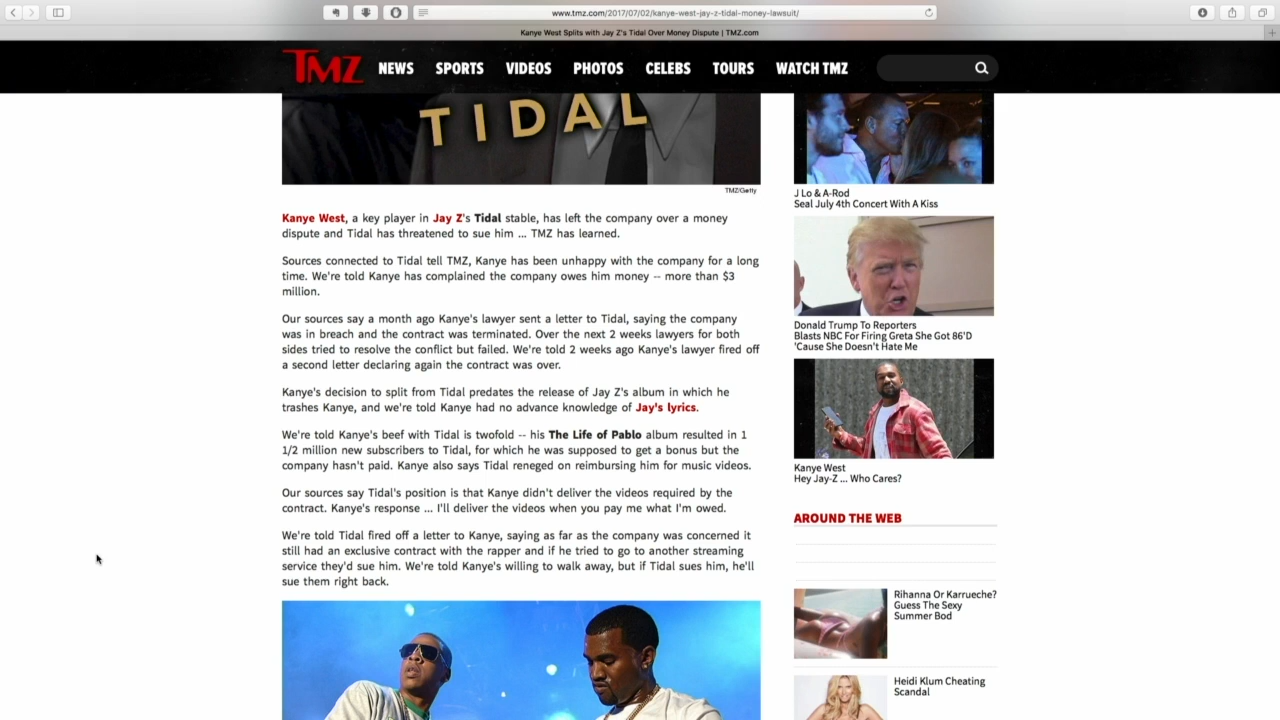 www.tmz.com/2017/07/02/kanye-west-jay-z-tidal-money-lawsuit/
Kanye West Splits with Jay Z's Tidal Over Money Dispute | TMZ.com
TMZ NEWS SPORTS VIDEOS PHOTOS CELEBS TOURS WATCH TMZ
TIDAL
TMZ/Getty
Kanye West, a key player in Jay Z's Tidal stable, has left the company over a money
dispute and Tidal has threatened to sue him ... TMZ has learned.
Sources connected to Tidal tell TMZ, Kanye has been unhappy with the company for a long
time. We're told Kanye has complained the company owes him money -- more than $3
million.
Our sources say a month ago Kanye's lawyer sent a letter to Tidal, saying the company
was in breach and the contract was terminated. Over the next 2 weeks lawyers for both
sides tried to resolve the conflict but failed. We're told 2 weeks ago Kanye's lawyer fired off
a second letter declaring again the contract was over.
Kanye's decision to split from Tidal predates the release of Jay Z's album in which he
trashes Kanye, and we're told Kanye had no advance knowledge of Jay's lyrics.
We're told Kanye's beef with Tidal is twofold -- his The Life of Pablo album resulted in 1
1/2 million new subscribers to Tidal, for which he was supposed to get a bonus but the
company hasn't paid. Kanye also says Tidal reneged on reimbursing him for music videos.
Our sources say Tidal's position is that Kanye didn't deliver the videos required by the
contract. Kanye's response ... I'll deliver the videos when you pay me what I'm owed.
We're told Tidal fired off a letter to Kanye, saying as far as the company was concerned it
still had an exclusive contract with the rapper and if he tried to go to another streaming
service they'd sue him. We're told Kanye's willing to walk away, but if Tidal sues him, he'll
sue them right back.
J Lo & A-Rod
Seal July 4th Concert With A Kiss
Donald Trump To Reporters
Blasts NBC For Firing Greta She Got 86'D
'Cause She Doesn't Hate Me
Kanye West
Hey Jay-Z ... Who Cares?
AROUND THE WEB
Rihanna Or Karrueche?
Guess The Sexy
Summer Bod
Heidi Klum Cheating
Scandal